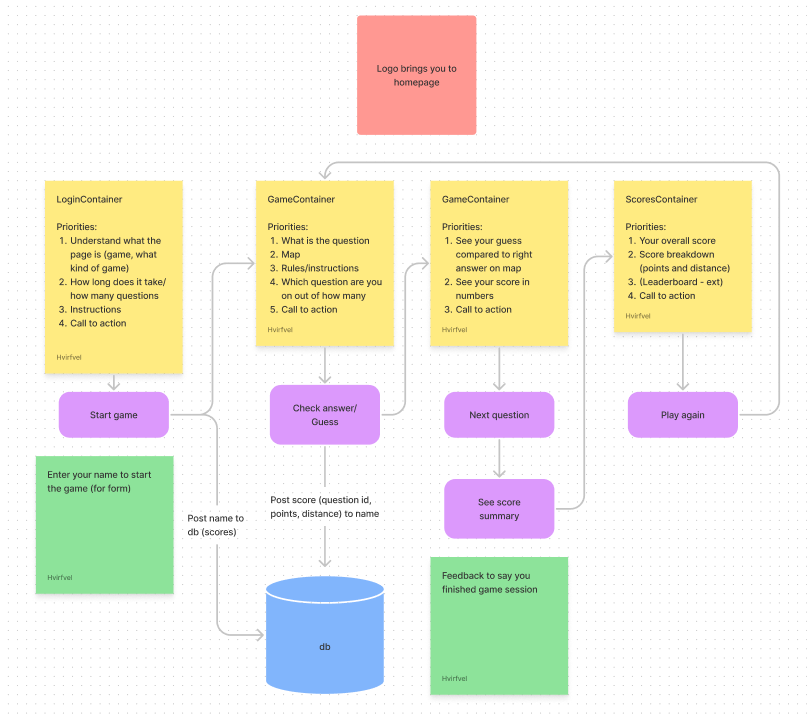 Logo brings you to
homepage
LoginContainer
Priorities:
1. Understand what the
page is (game, what
kind of game)
2. How long does it take/
how many questions
3. Instructions
4. Call to action
Hvirfvel
GameContainer
Priorities:
1. What is the question
2. Map
3. Rules/instructions
4. Which question are you
on out of how many
5. Call to action
Hvirfvel
GameContainer
Priorities:
1. See your guess
compared to right
answer on map
2. See your score in
numbers
3. Call to action
Hvirfvel
ScoresContainer
Priorities:
1. Your overall score
2. Score breakdown
(points and distance)
3. (Leaderboard - ext)
4. Call to action
Hvirfvel
Start game
Check answer/
Guess
Next question
Play again
Enter your name to start
the game (for form)
Hvirfvel
Post name to
db (scores)
Post score (question id,
points, distance) to name
See score
summary
db
Feedback to say you
finished game session
Hvirfvel